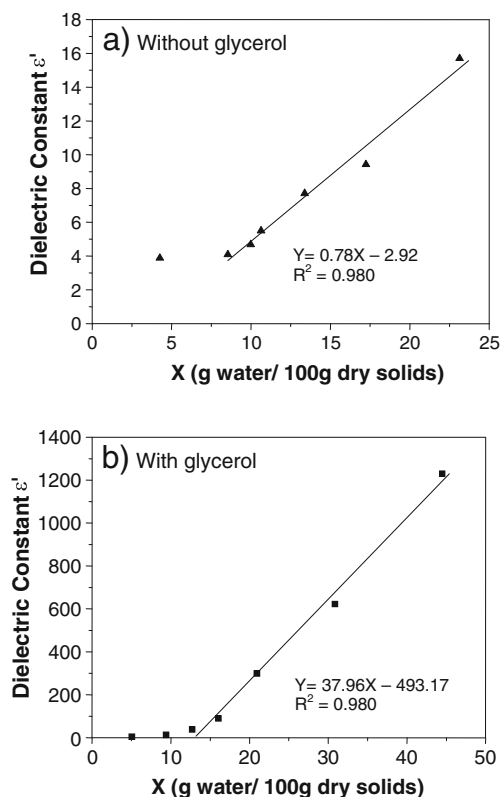 a) Without glycerol
Dielectric Constant ε'
16
14
12
10
8
6
4
2
0
Y= 0.78X – 2.92
R² = 0.980
0 5 10 15 20 25
X (g water/ 100g dry solids)
b) With glycerol
Dielectric Constant ε'
1400
1200
1000
800
600
400
200
0
Y= 37.96X – 493.17
R² = 0.980
0 10 20 30 40 50
X (g water/ 100g dry solids)